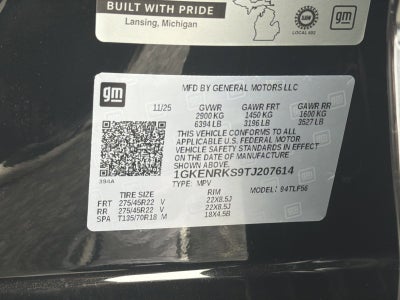 BUILT WITH PRIDE
Lansing, Michigan
LOCAL 602
gm
gm
MFD BY GENERAL MOTORS LLC
11/25 GVWR GAWR FRT GAWR RR
2900 KG 1450 KG 1600 KG
6394 LB 3196 LB 3527 LB
THIS VEHICLE CONFORMS TO ALL
APPLICABLE U.S. FEDERAL MOTOR
VEHICLE SAFETY STANDARDS IN EFFECT
ON THE DATE OF MANUFACTURE
SHOWN ABOVE.
1GKENRKS9TJ207614
394A
TYPE: MPV MODEL: 94TLF56
TIRE SIZE RIM
FRT 275/45R22 V 22X8.5J
RR 275/45R22 V 22X8.5J
SPA T135/70R18 M 18X4.5B